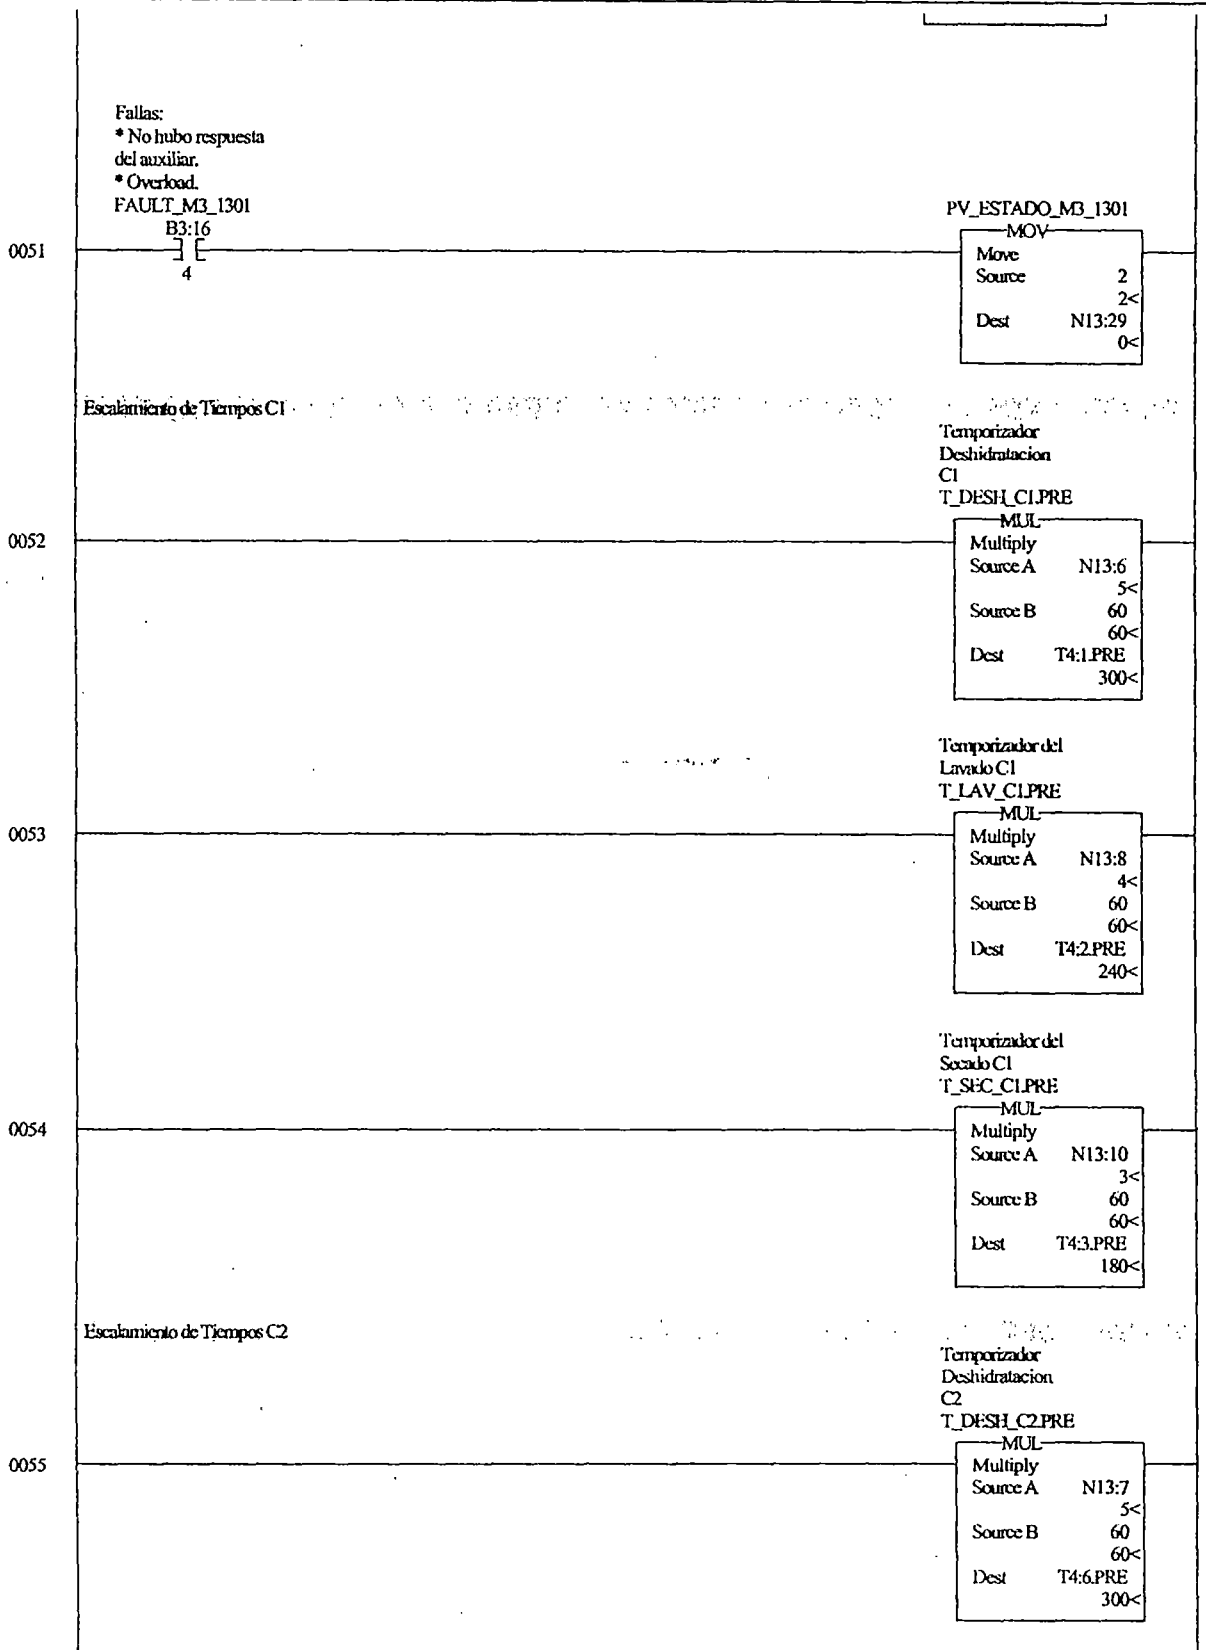 Fallas:
* No hubo respuesta
del auxiliar.
* Overload.
FAULT_M3_1301
B3:16
4
0051
PV_ESTADO_M3_1301
MOV
Move
Source 2
2<
Dest N13:29
0<
Escalamiento de Tiempos C1
Temporizador
Deshidratacion
C1
T_DESH_C1.PRE
MUL
0052
Multiply
Source A N13:6
5<
Source B 60
60<
Dest T4:1.PRE
300<
Temporizador del
Lavado C1
T_LAV_C1.PRE
MUL
0053
Multiply
Source A N13:8
4<
Source B 60
60<
Dest T4:2.PRE
240<
Temporizador del
Secado C1
T_SEC_C1.PRE
MUL
0054
Multiply
Source A N13:10
3<
Source B 60
60<
Dest T4:3.PRE
180<
Escalamiento de Tiempos C2
Temporizador
Deshidratacion
C2
T_DESH_C2.PRE
MUL
0055
Multiply
Source A N13:7
5<
Source B 60
60<
Dest T4:6.PRE
300<